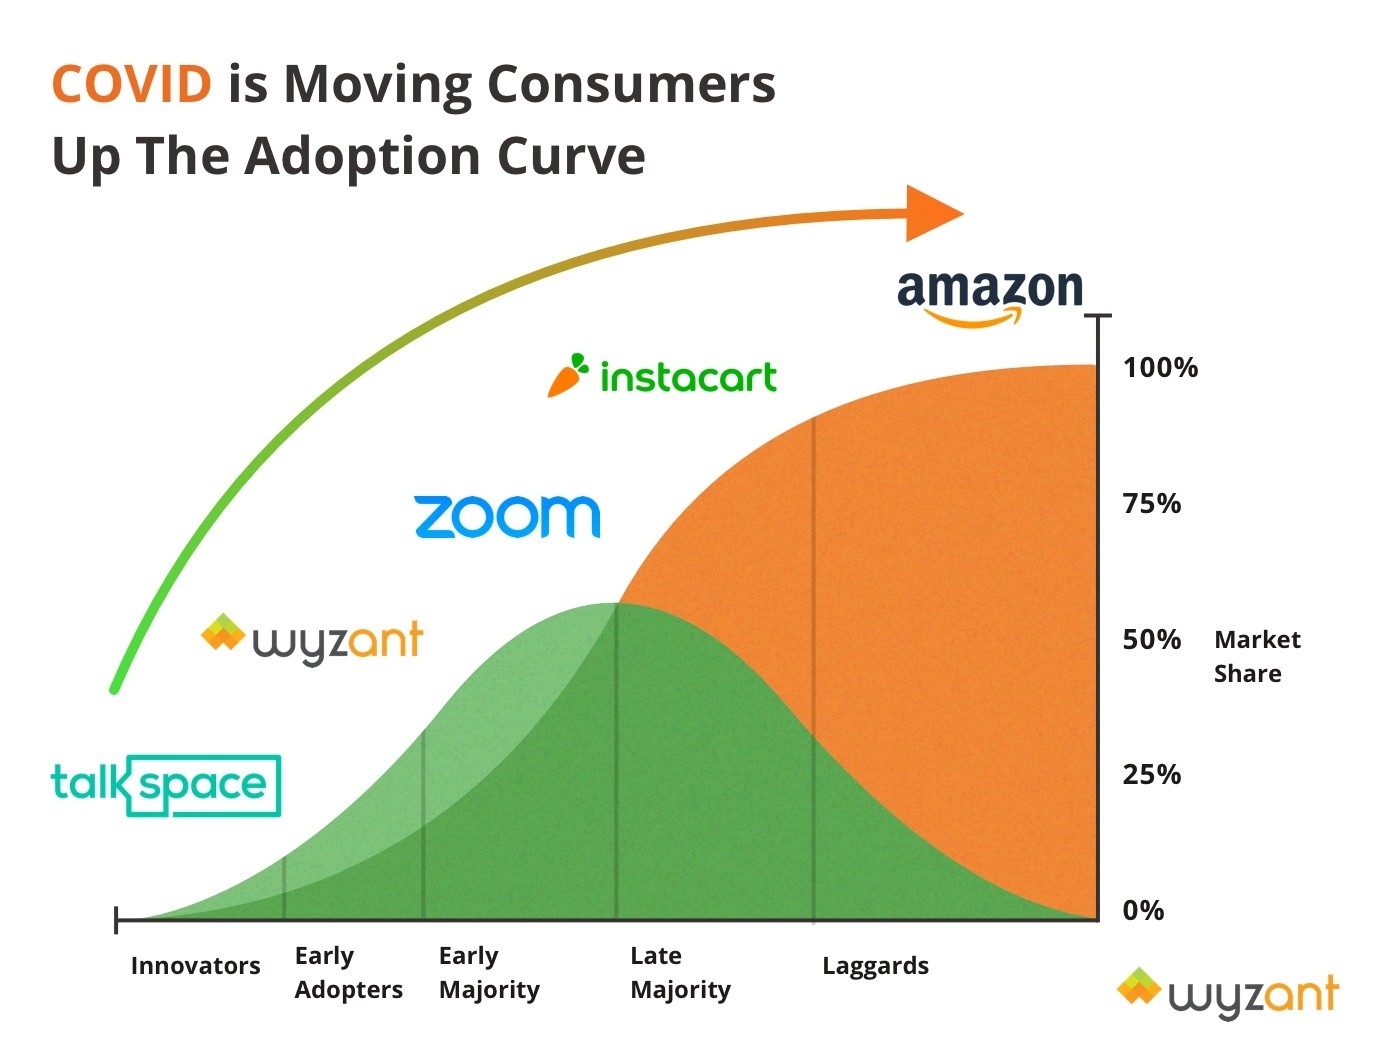 COVID is Moving Consumers
Up The Adoption Curve
amazon
instacart
100%
75%
zoom
wyzant
50%
Market
Share
talkspace
25%
0%
Innovators
Early
Adopters
Early
Majority
Late
Majority
Laggards
wyzant